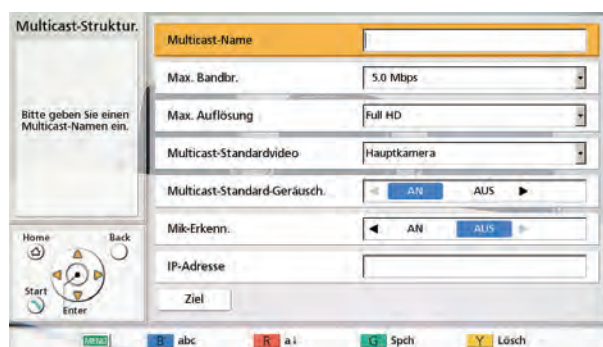 Multicast-Struktur.
Bitte geben Sie einen
Multicast-Namen ein.
Multicast-Name
Max. Bandbr.
5.0 Mbps
Max. Auflösung
Full HD
Multicast-Standardvideo
Hauptkamera
Multicast-Standard-Geräusch.
AN
AUS
Mik-Erkenn.
AN
AUS
IP-Adresse
Ziel
Home
Back
Start
Enter
MENU
B abc
R a↓
G Spch
Y Lösch